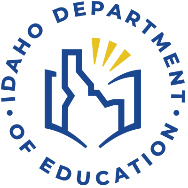 IDAHO DEPARTMENT
• OF EDUCATION •